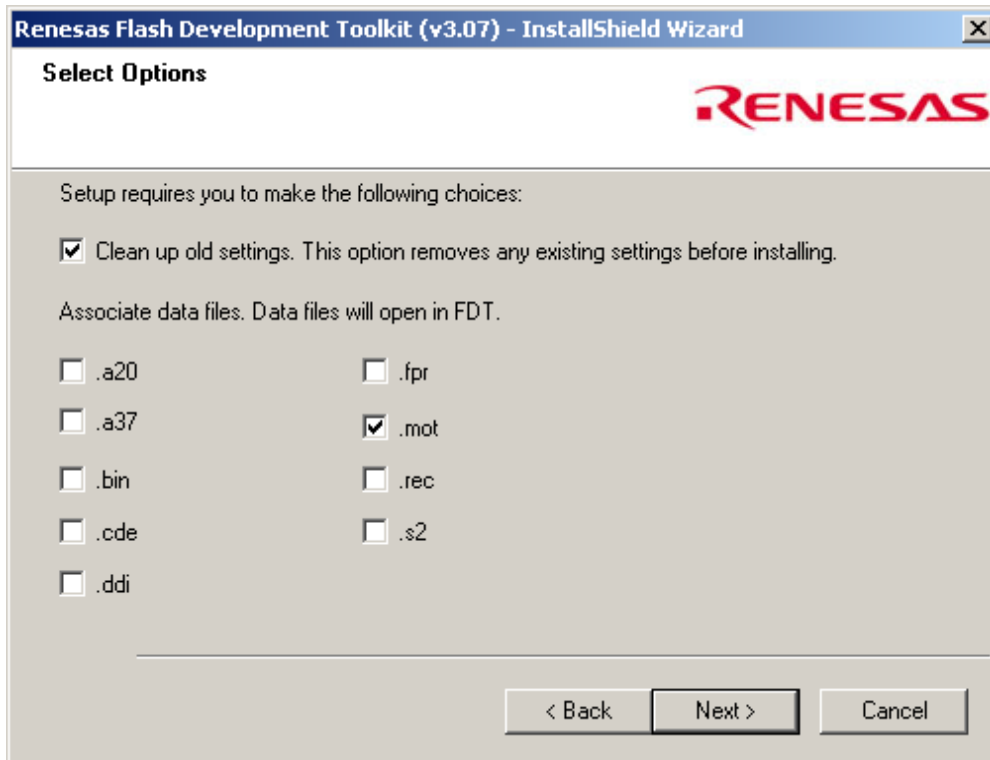 Renesas Flash Development Toolkit (v3.07) - InstallShield Wizard
Select Options
RENESAS
Setup requires you to make the following choices:
Clean up old settings. This option removes any existing settings before installing.
Associate data files. Data files will open in FDT.
.a20
.a37
.bin
.cde
.ddi
.fpr
.mot
.rec
.s2
< Back
Next >
Cancel